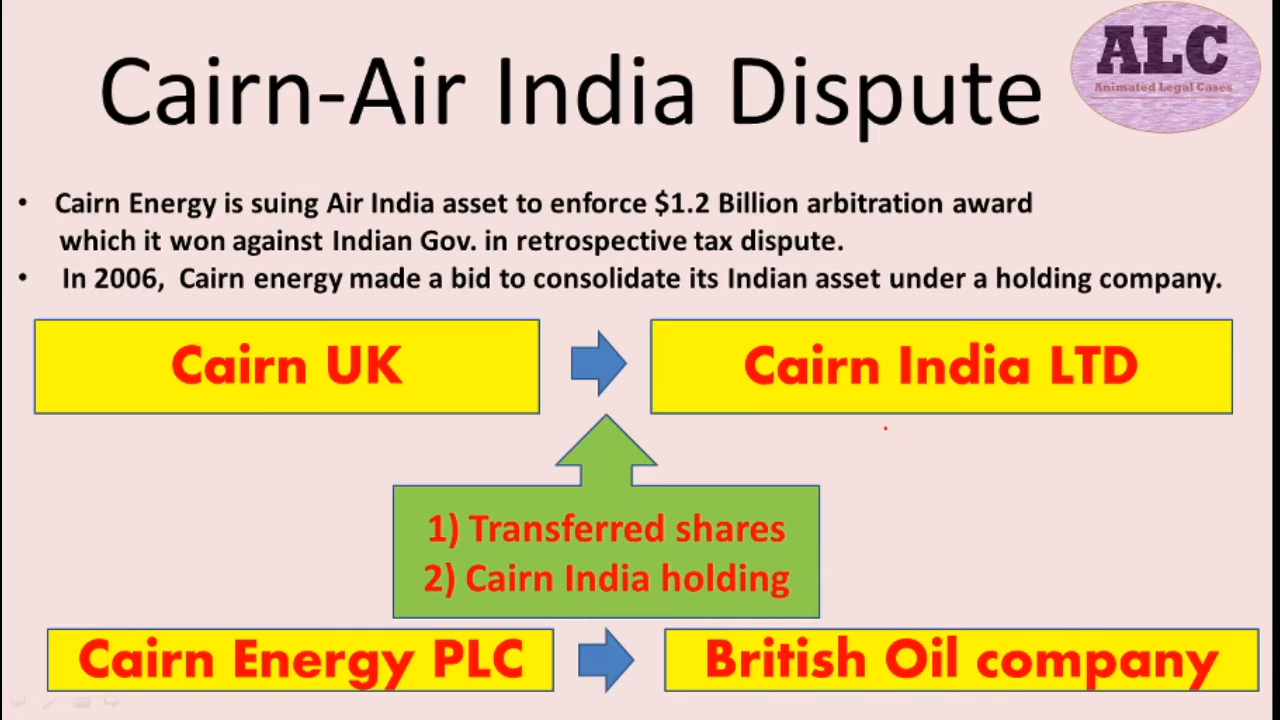 Cairn-Air India Dispute
ALC
Animated Legal Cases
• Cairn Energy is suing Air India asset to enforce $1.2 Billion arbitration award
which it won against Indian Gov. in retrospective tax dispute.
• In 2006, Cairn energy made a bid to consolidate its Indian asset under a holding company.
Cairn UK
Cairn India LTD
1) Transferred shares
2) Cairn India holding
Cairn Energy PLC
British Oil company